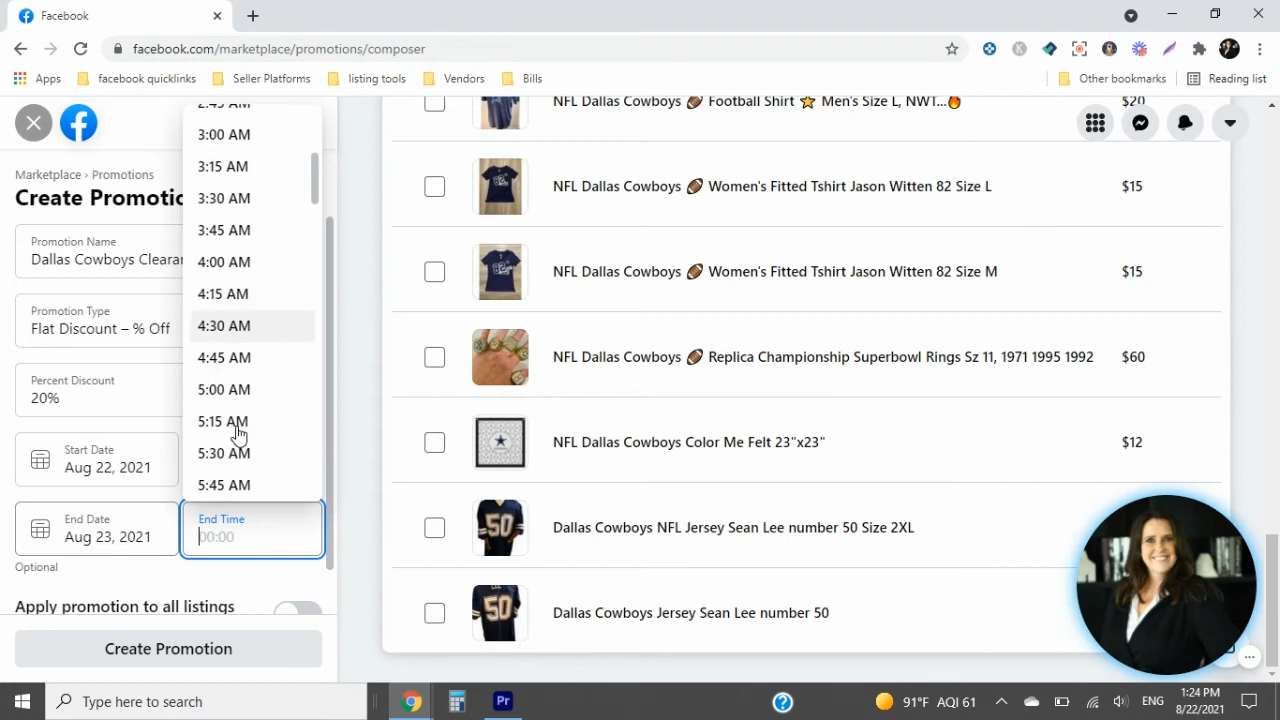 Facebook
facebook.com/marketplace/promotions/composer
Apps
facebook quicklinks
Seller Platforms
listing tools
Vendors
Bills
Other bookmarks
Reading list
Marketplace › Promotions
Create Promotio
Promotion Name
Dallas Cowboys Clearan
Promotion Type
Flat Discount – % Off
Percent Discount
20%
Start Date
Aug 22, 2021
End Date
Aug 23, 2021
Optional
End Time
00:00
2:45 AM
3:00 AM
3:15 AM
3:30 AM
3:45 AM
4:00 AM
4:15 AM
4:30 AM
4:45 AM
5:00 AM
5:15 AM
5:30 AM
5:45 AM
Apply promotion to all listings
Create Promotion
NFL Dallas Cowboys 🏈 Football Shirt ⭐ Men's Size L, NWT...🔥 $20
NFL Dallas Cowboys 🏈 Women's Fitted Tshirt Jason Witten 82 Size L $15
NFL Dallas Cowboys 🏈 Women's Fitted Tshirt Jason Witten 82 Size M $15
NFL Dallas Cowboys 🏈 Replica Championship Superbowl Rings Sz 11, 1971 1995 1992 $60
NFL Dallas Cowboys Color Me Felt 23"x23" $12
Dallas Cowboys NFL Jersey Sean Lee number 50 Size 2XL
Dallas Cowboys Jersey Sean Lee number 50
82
82
50
50
Type here to search
Pr
91°F AQI 61
ENG
1:24 PM
8/22/2021